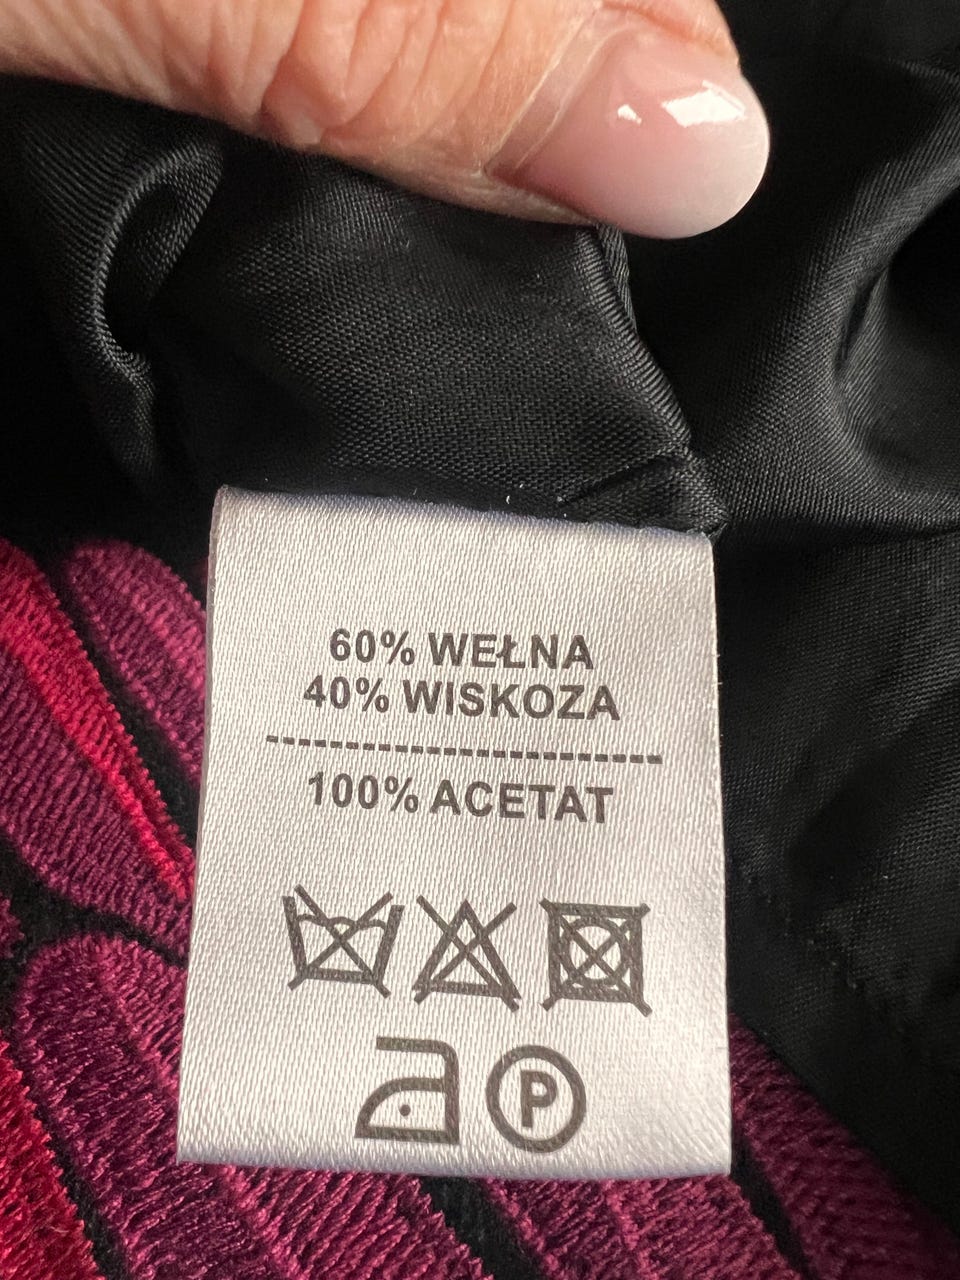 60% WEŁNA
40% WISKOZA
100% ACETAT
P